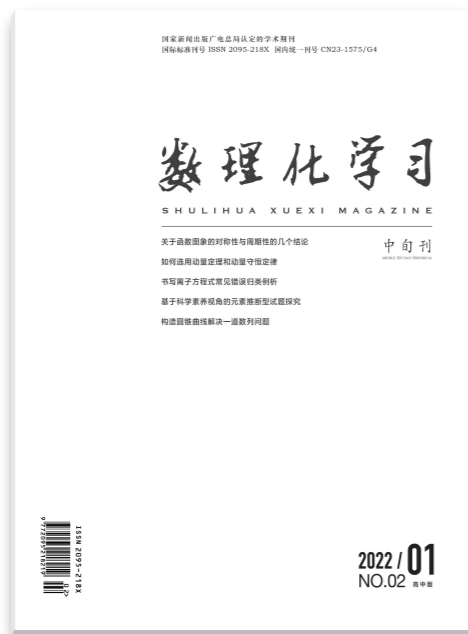 国家新闻出版广电总局认定的学术期刊
国际标准刊号 ISSN 2095-218X 国内统一刊号 CN23-1575/G4
数理化学习
SHULIHUA XUEXI MAGAZINE
中旬刊
关于函数图象的对称性与周期性的几个结论
如何选用动量定理和动量守恒定律
书写离子方程式常见错误归类例析
基于科学素养视角的元素推断型试题探究
构造圆锥曲线解决一道数列问题
ISSN 2095-218X
9 772095 218219
02>
2022 / 01
NO.02 高中版